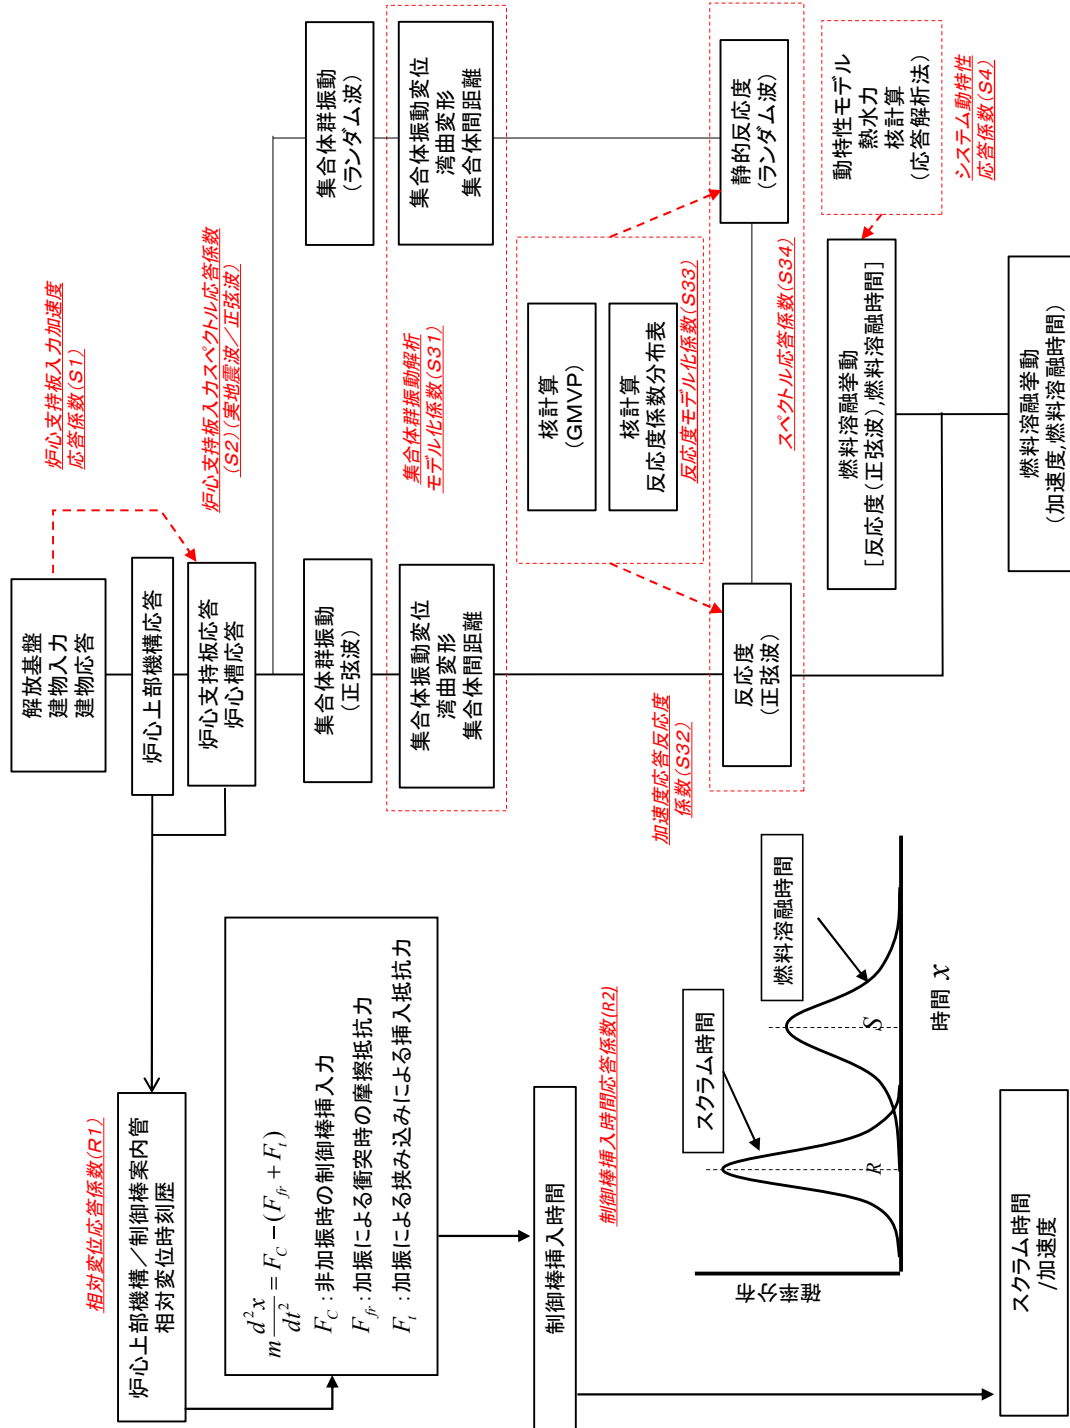 解放基盤
建物入力
建物応答
炉心支持板入力加速度
応答係数(S1)
炉心上部機構応答
炉心支持板応答
炉心槽応答
炉心支持板入力スペクトル応答係数
(S2)(実地震波/正弦波)
相対変位応答係数(R1)
炉心上部機構/制御棒案内管
相対変位時刻歴
集合体群振動
(正弦波)
集合体群振動
(ランダム波)
集合体振動変位
湾曲変形
集合体間距離
集合体群振動解析
モデル化係数(S31)
集合体振動変位
湾曲変形
集合体間距離
m d²x/dt² = F_C − (F_fr + F_t)
F_C :非加振時の制御棒挿入力
F_fr :加振による衝突時の摩擦抵抗力
F_t :加振による挟み込みによる挿入抵抗力
核計算
(GMVP)
核計算
反応度係数分布表
反応度モデル化係数(S33)
制御棒挿入時間
制御棒挿入時間応答係数(R2)
加速度応答反応度
係数(S32)
反応度
(正弦波)
静的反応度
(ランダム波)
スペクトル応答係数(S34)
動特性モデル
熱水力
核計算
(応答解析法)
システム動特性
応答係数(S4)
燃料溶融挙動
[反応度(正弦波),燃料溶融時間]
確率分布
スクラム時間
燃料溶融時間
R
S
時間 x
スクラム時間
/加速度
燃料溶融挙動
(加速度,燃料溶融時間)